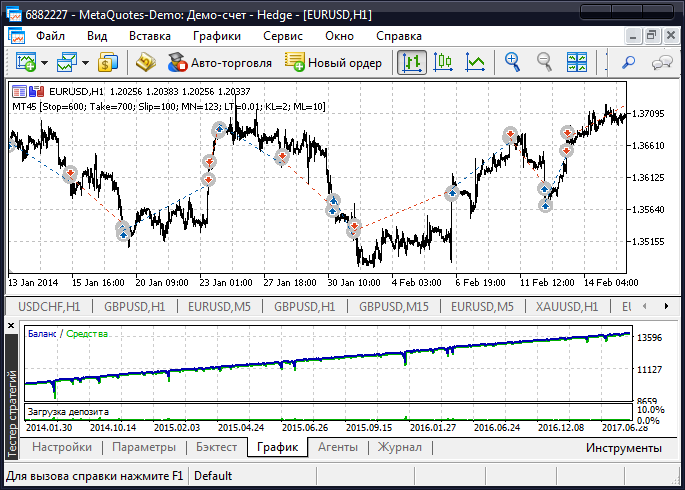 6882227 - MetaQuotes-Demo: Демо-счет - Hedge - [EURUSD,H1]
Файл Вид Вставка Графики Сервис Окно Справка
Авто-торговля Новый ордер
EURUSD,H1 1.20256 1.20383 1.20256 1.20337
MT45 [Stop=600; Take=700; Slip=100; MN=123; LT=0.01; KL=2; ML=10]
1.37095
1.36610
1.36125
1.35640
1.35155
13 Jan 2014 15 Jan 16:00 20 Jan 09:00 23 Jan 01:00 27 Jan 18:00 30 Jan 10:00 4 Feb 03:00 6 Feb 19:00 11 Feb 12:00 14 Feb 04:00
USDCHF,H1 GBPUSD,H1 EURUSD,M5 GBPUSD,H1 GBPUSD,M15 EURUSD,M5 XAUUSD,H1 EU
Тестер стратегий
Баланс / Средства
13596
11127
8659
Загрузка депозита
10.0%
0.0%
2014.01.30 2014.10.14 2015.02.03 2015.04.24 2015.06.26 2015.09.15 2016.01.27 2016.06.24 2016.12.08 2017.06.28
Настройки Параметры Бэктест График Агенты Журнал Инструменты
Для вызова справки нажмите F1 Default